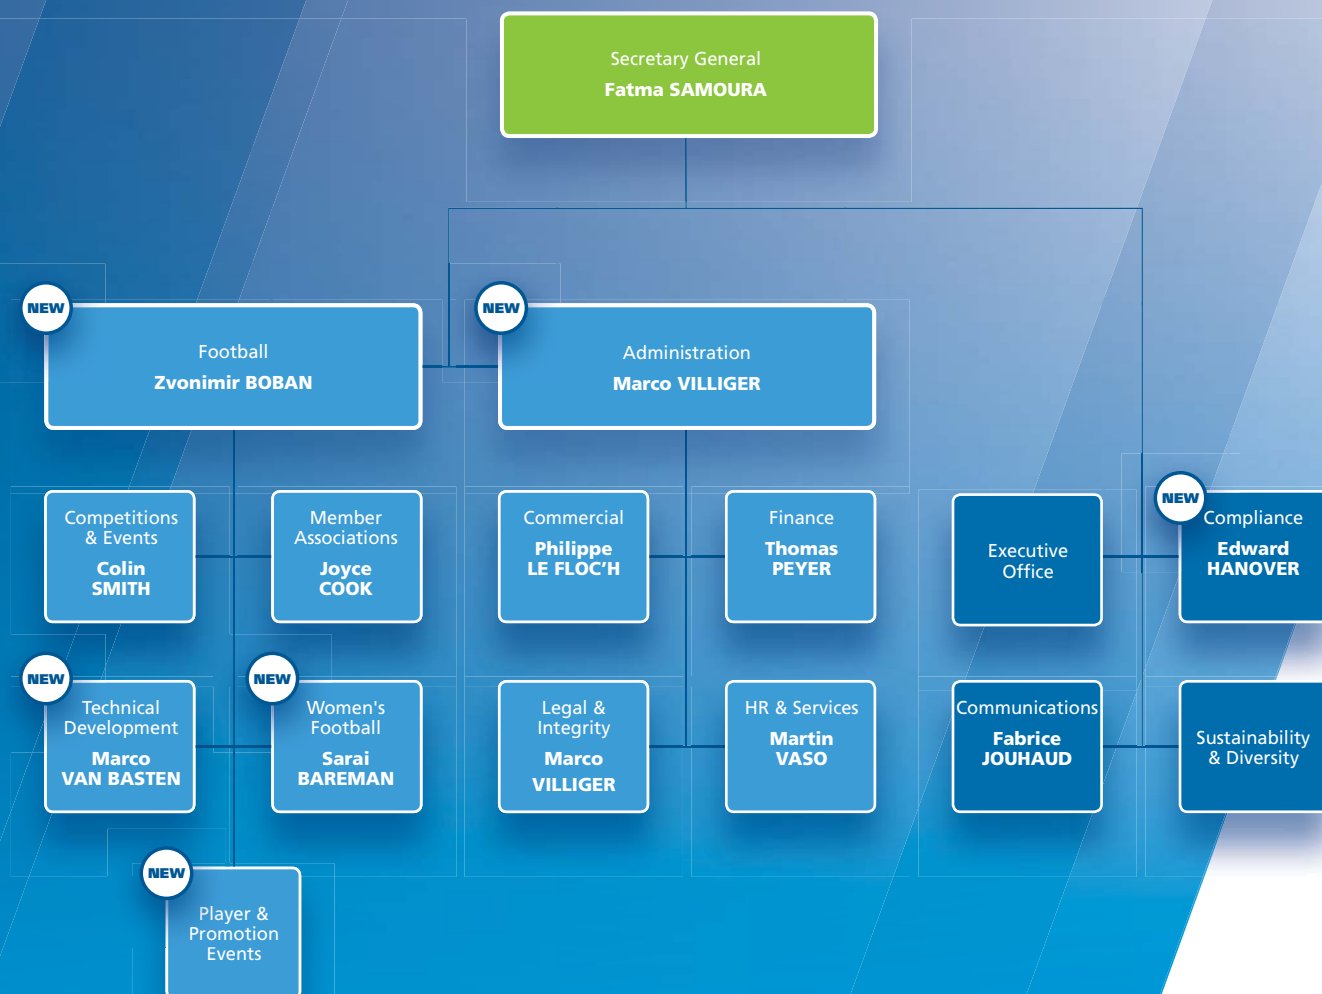 Secretary General
Fatma SAMOURA
NEW
Football
Zvonimir BOBAN
NEW
Administration
Marco VILLIGER
Competitions
& Events
Colin
SMITH
Member
Associations
Joyce
COOK
Commercial
Philippe
LE FLOC'H
Finance
Thomas
PEYER
Executive
Office
NEW
Compliance
Edward
HANOVER
NEW
Technical
Development
Marco
VAN BASTEN
NEW
Women's
Football
Sarai
BAREMAN
Legal &
Integrity
Marco
VILLIGER
HR & Services
Martin
VASO
Communications
Fabrice
JOUHAUD
Sustainability
& Diversity
NEW
Player &
Promotion
Events